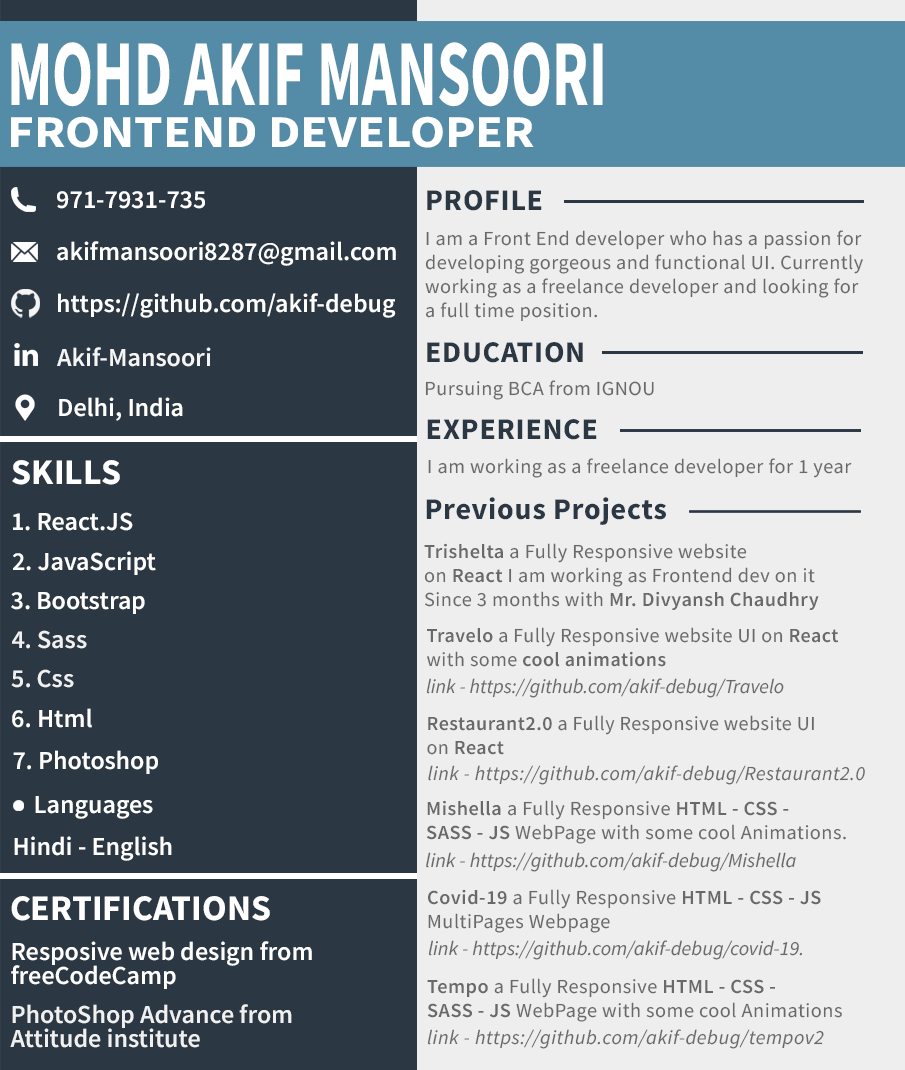 MOHD AKIF MANSOORI
FRONTEND DEVELOPER
971-7931-735
akifmansoori8287@gmail.com
https://github.com/akif-debug
in Akif-Mansoori
Delhi, India
SKILLS
1. React.JS
2. JavaScript
3. Bootstrap
4. Sass
5. Css
6. Html
7. Photoshop
● Languages
Hindi - English
CERTIFICATIONS
Resposive web design from
freeCodeCamp
PhotoShop Advance from
Attitude institute
PROFILE
I am a Front End developer who has a passion for
developing gorgeous and functional UI. Currently
working as a freelance developer and looking for
a full time position.
EDUCATION
Pursuing BCA from IGNOU
EXPERIENCE
I am working as a freelance developer for 1 year
Previous Projects
Trishelta a Fully Responsive website
on React I am working as Frontend dev on it
Since 3 months with Mr. Divyansh Chaudhry
Travelo a Fully Responsive website UI on React
with some cool animations
link - https://github.com/akif-debug/Travelo
Restaurant2.0 a Fully Responsive website UI
on React
link - https://github.com/akif-debug/Restaurant2.0
Mishella a Fully Responsive HTML - CSS -
SASS - JS WebPage with some cool Animations.
link - https://github.com/akif-debug/Mishella
Covid-19 a Fully Responsive HTML - CSS - JS
MultiPages Webpage
link - https://github.com/akif-debug/covid-19.
Tempo a Fully Responsive HTML - CSS -
SASS - JS WebPage with some cool Animations
link - https://github.com/akif-debug/tempov2